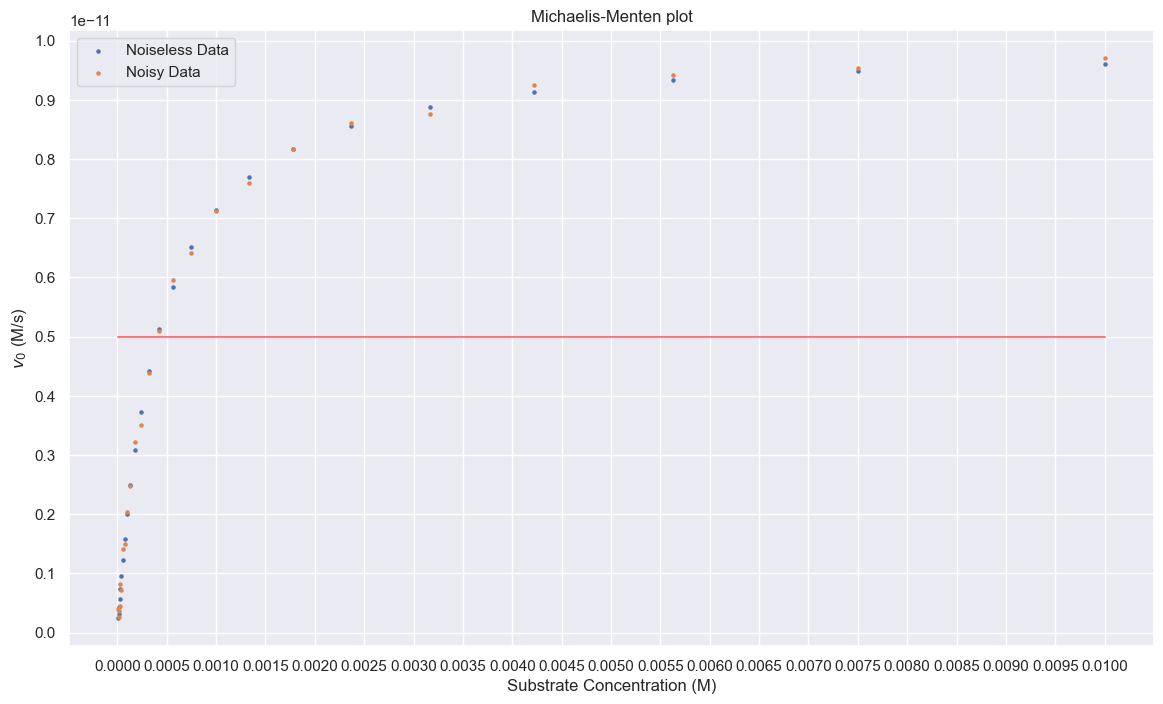 Michaelis-Menten plot
1e−11
Noiseless Data
Noisy Data
1.0
0.9
0.8
0.7
0.6
0.5
0.4
0.3
0.2
0.1
0.0
v₀ (M/s)
0.0000 0.0005 0.0010 0.0015 0.0020 0.0025 0.0030 0.0035 0.0040 0.0045 0.0050 0.0055 0.0060 0.0065 0.0070 0.0075 0.0080 0.0085 0.0090 0.0095 0.0100
Substrate Concentration (M)